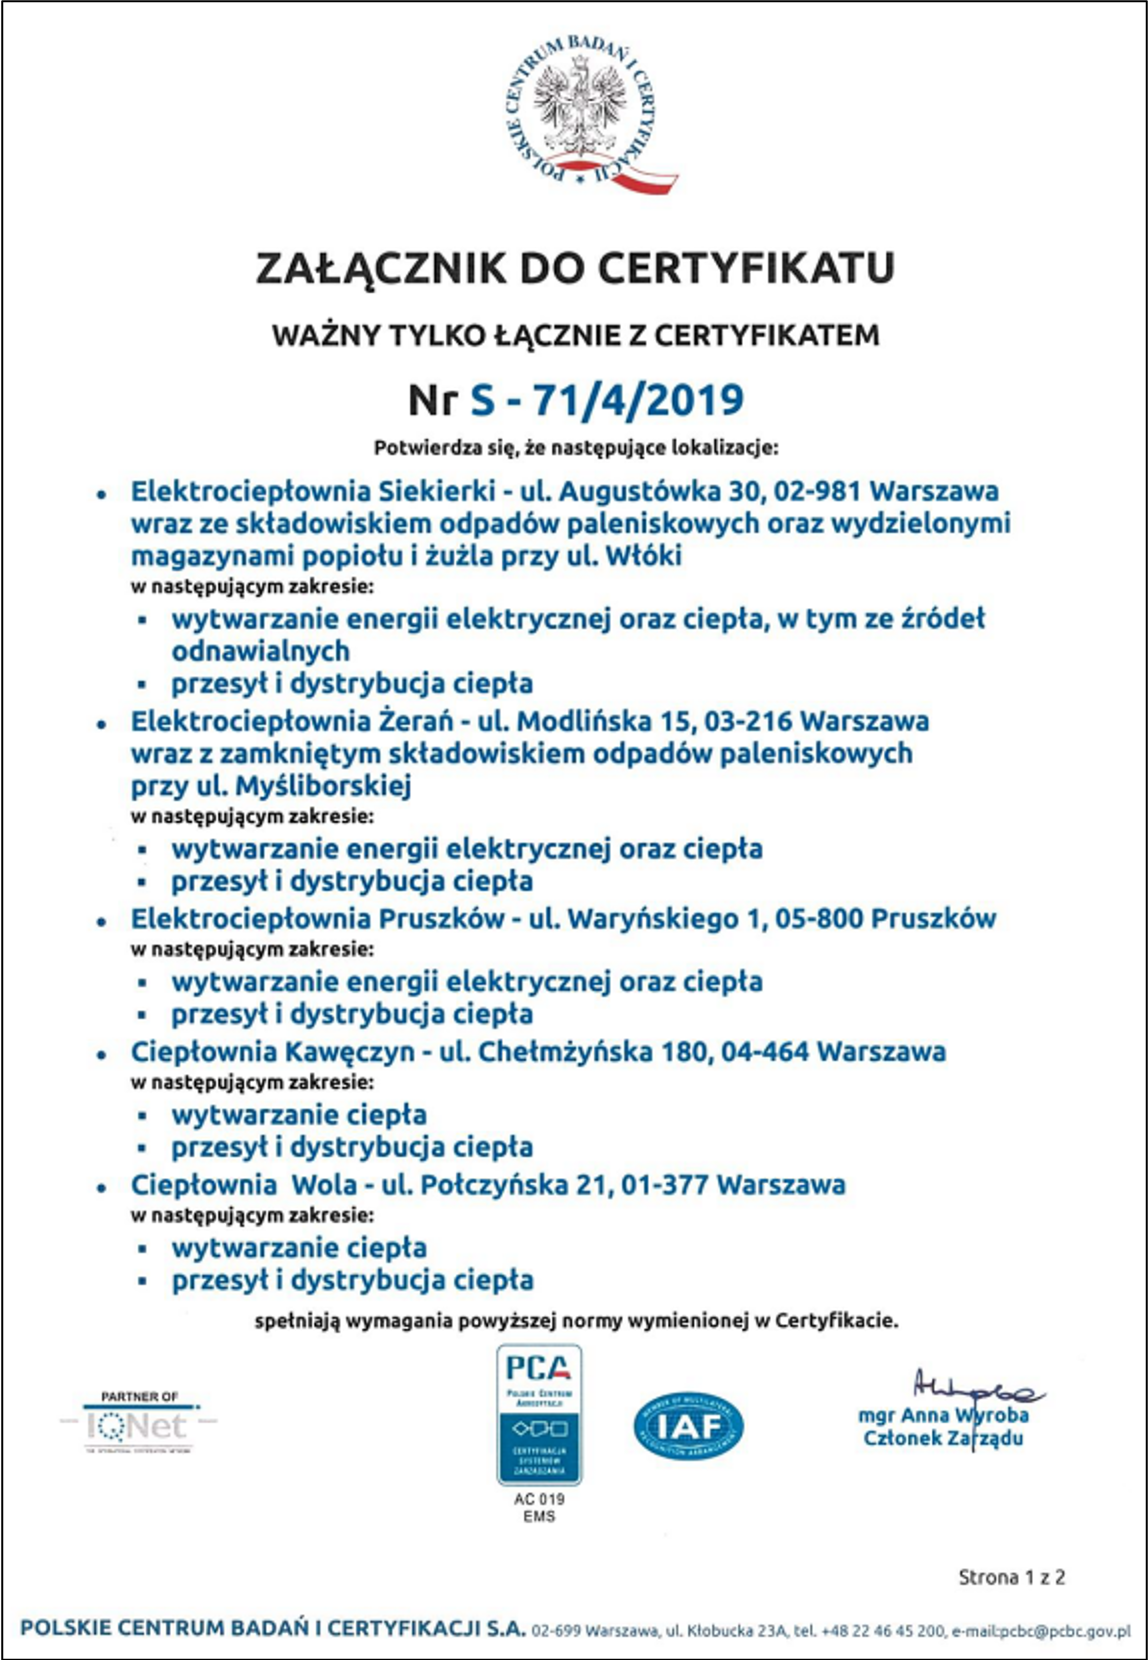 POLSKIE CENTRUM BADAŃ I CERTYFIKACJI
ZAŁĄCZNIK DO CERTYFIKATU
WAŻNY TYLKO ŁĄCZNIE Z CERTYFIKATEM
Nr S - 71/4/2019
Potwierdza się, że następujące lokalizacje:
• Elektrociepłownia Siekierki - ul. Augustówka 30, 02-981 Warszawa
wraz ze składowiskiem odpadów paleniskowych oraz wydzielonymi
magazynami popiołu i żużla przy ul. Włóki
w następującym zakresie:
▪ wytwarzanie energii elektrycznej oraz ciepła, w tym ze źródeł
odnawialnych
▪ przesył i dystrybucja ciepła
• Elektrociepłownia Żerań - ul. Modlińska 15, 03-216 Warszawa
wraz z zamkniętym składowiskiem odpadów paleniskowych
przy ul. Myśliborskiej
w następującym zakresie:
▪ wytwarzanie energii elektrycznej oraz ciepła
▪ przesył i dystrybucja ciepła
• Elektrociepłownia Pruszków - ul. Waryńskiego 1, 05-800 Pruszków
w następującym zakresie:
▪ wytwarzanie energii elektrycznej oraz ciepła
▪ przesył i dystrybucja ciepła
• Ciepłownia Kawęczyn - ul. Chełmżyńska 180, 04-464 Warszawa
w następującym zakresie:
▪ wytwarzanie ciepła
▪ przesył i dystrybucja ciepła
• Ciepłownia Wola - ul. Połczyńska 21, 01-377 Warszawa
w następującym zakresie:
▪ wytwarzanie ciepła
▪ przesył i dystrybucja ciepła
spełniają wymagania powyższej normy wymienionej w Certyfikacie.
PARTNER OF
IQNet
PCA
POLSKIE CENTRUM
AKREDYTACJI
CERTYFIKACJA
SYSTEMÓW
ZARZĄDZANIA
AC 019
EMS
MEMBER OF MULTILATERAL
IAF
RECOGNITION ARRANGEMENT
mgr Anna Wyroba
Członek Zarządu
Strona 1 z 2
POLSKIE CENTRUM BADAŃ I CERTYFIKACJI S.A. 02-699 Warszawa, ul. Kłobucka 23A, tel. +48 22 46 45 200, e-mail:pcbc@pcbc.gov.pl